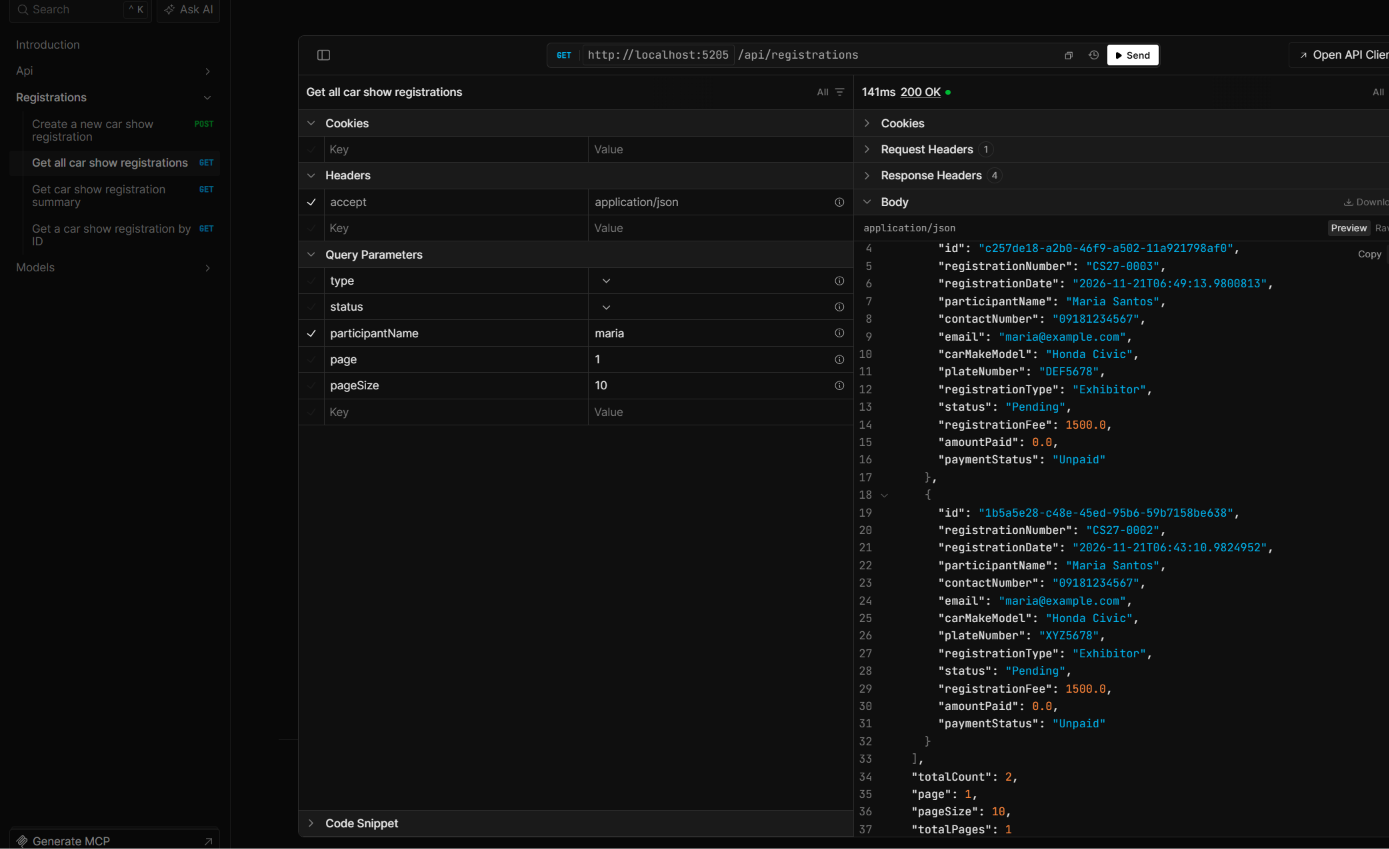 Search
^ K
Ask AI
Introduction
Api
Registrations
Create a new car show
registration
POST
Get all car show registrations
GET
Get car show registration
summary
GET
Get a car show registration by
ID
GET
Models
Generate MCP
GET
http://localhost:5205
/api/registrations
Send
Open API Clien
Get all car show registrations
All
Cookies
Key
Value
Headers
accept
application/json
Key
Value
Query Parameters
type
status
participantName
maria
page
1
pageSize
10
Key
Value
Code Snippet
141ms 200 OK
All
Cookies
Request Headers 1
Response Headers 4
Body
Downlo
application/json
Preview
Raw
Copy
4 "id": "c257de18-a2b0-46f9-a502-11a921798af0",
5 "registrationNumber": "CS27-0003",
6 "registrationDate": "2026-11-21T06:49:13.9800813",
7 "participantName": "Maria Santos",
8 "contactNumber": "09181234567",
9 "email": "maria@example.com",
10 "carMakeModel": "Honda Civic",
11 "plateNumber": "DEF5678",
12 "registrationType": "Exhibitor",
13 "status": "Pending",
14 "registrationFee": 1500.0,
15 "amountPaid": 0.0,
16 "paymentStatus": "Unpaid"
17 },
18 {
19 "id": "1b5a5e28-c48e-45ed-95b6-59b7158be638",
20 "registrationNumber": "CS27-0002",
21 "registrationDate": "2026-11-21T06:43:10.9824952",
22 "participantName": "Maria Santos",
23 "contactNumber": "09181234567",
24 "email": "maria@example.com",
25 "carMakeModel": "Honda Civic",
26 "plateNumber": "XYZ5678",
27 "registrationType": "Exhibitor",
28 "status": "Pending",
29 "registrationFee": 1500.0,
30 "amountPaid": 0.0,
31 "paymentStatus": "Unpaid"
32 }
33 ],
34 "totalCount": 2,
35 "page": 1,
36 "pageSize": 10,
37 "totalPages": 1